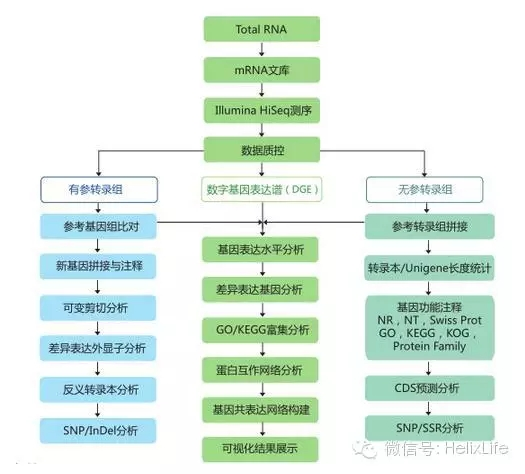 Total RNA
mRNA文库
Illumina HiSeq测序
数据质控
有参转录组
数字基因表达谱（DGE）
无参转录组
参考基因组比对
参考转录组拼接
基因表达水平分析
新基因拼接与注释
转录本/Unigene长度统计
差异表达基因分析
可变剪切分析
基因功能注释
NR，NT，Swiss Prot
GO，KEGG，KOG，
Protein Family
GO/KEGG富集分析
差异表达外显子分析
蛋白互作网络分析
反义转录本分析
CDS预测分析
基因共表达网络构建
SNP/InDel分析
SNP/SSR分析
可视化结果展示
微信号: HelixLife